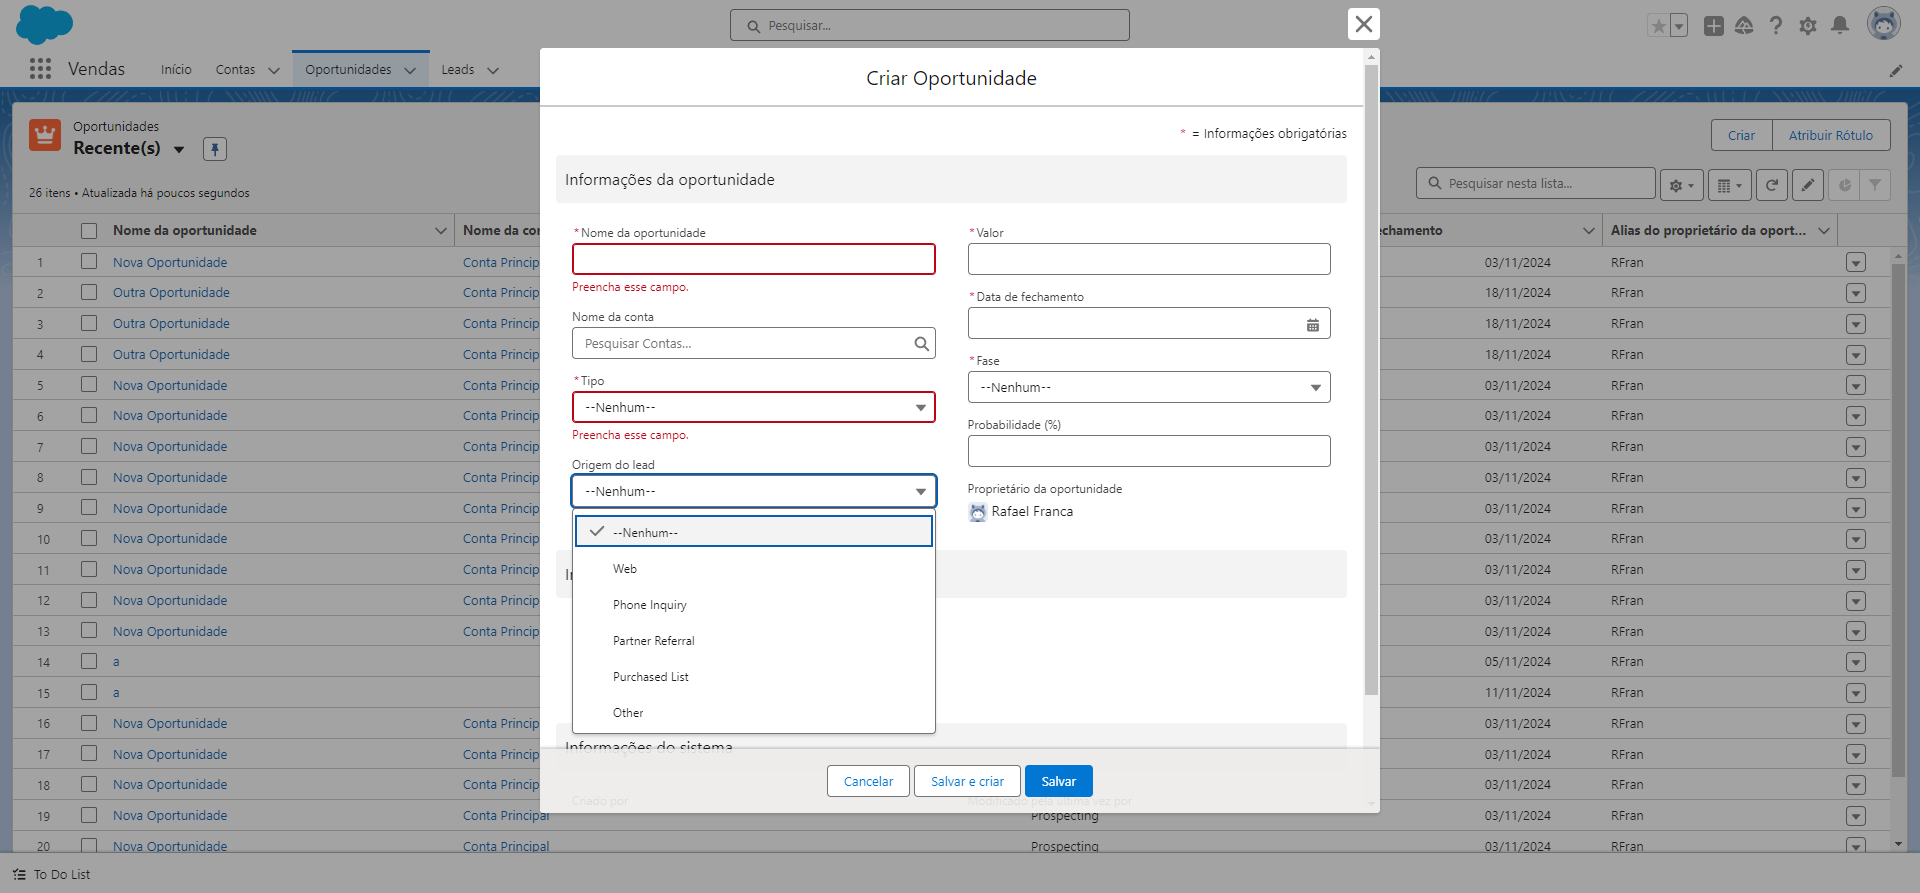 Pesquisar...
Vendas
Início
Contas
Oportunidades
Leads
Oportunidades
Recente(s)
26 itens • Atualizada há poucos segundos
Criar
Atribuir Rótulo
Pesquisar nesta lista...
Nome da oportunidade
Alias do proprietário da oport...
1 Nova Oportunidade Conta Princip 03/11/2024 RFran
2 Outra Oportunidade Conta Princip 18/11/2024 RFran
3 Outra Oportunidade Conta Princip 18/11/2024 RFran
4 Outra Oportunidade Conta Princip 18/11/2024 RFran
5 Nova Oportunidade Conta Princip 03/11/2024 RFran
6 Nova Oportunidade Conta Princip 03/11/2024 RFran
7 Nova Oportunidade Conta Princip 03/11/2024 RFran
8 Nova Oportunidade Conta Princip 03/11/2024 RFran
9 Nova Oportunidade Conta Princip 03/11/2024 RFran
10 Nova Oportunidade Conta Princip 03/11/2024 RFran
11 Nova Oportunidade Conta Princip 03/11/2024 RFran
12 Nova Oportunidade Conta Princip 03/11/2024 RFran
13 Nova Oportunidade Conta Princip 03/11/2024 RFran
14 a 05/11/2024 RFran
15 a 11/11/2024 RFran
16 Nova Oportunidade Conta Princip 03/11/2024 RFran
17 Nova Oportunidade Conta Princip 03/11/2024 RFran
18 Nova Oportunidade Conta Princip 03/11/2024 RFran
19 Nova Oportunidade Conta Principal Prospecting 03/11/2024 RFran
20 Nova Oportunidade Conta Principal Prospecting 03/11/2024 RFran
Criar Oportunidade
* = Informações obrigatórias
Informações da oportunidade
*Nome da oportunidade
Preencha esse campo.
Nome da conta
Pesquisar Contas...
*Tipo
--Nenhum--
Preencha esse campo.
Origem do lead
--Nenhum--
--Nenhum--
Web
Phone Inquiry
Partner Referral
Purchased List
Other
*Valor
*Data de fechamento
*Fase
--Nenhum--
Probabilidade (%)
Proprietário da oportunidade
Rafael Franca
Informações do sistema
Criado por
Modificado pela última vez por
Cancelar
Salvar e criar
Salvar
To Do List